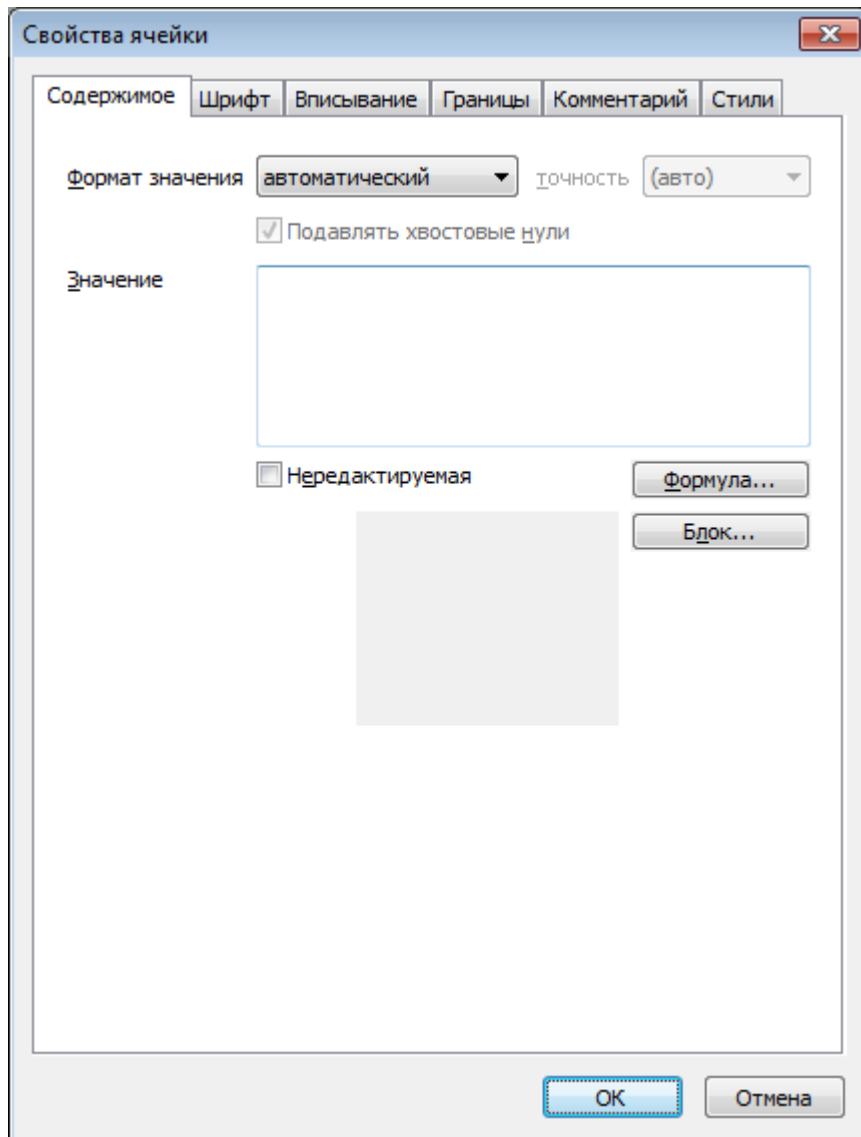 Свойства ячейки
Содержимое Шрифт Вписывание Границы Комментарий Стили
Формат значения автоматический точность (авто)
Подавлять хвостовые нули
Значение
Нередактируемая Формула...
Блок...
ОК Отмена